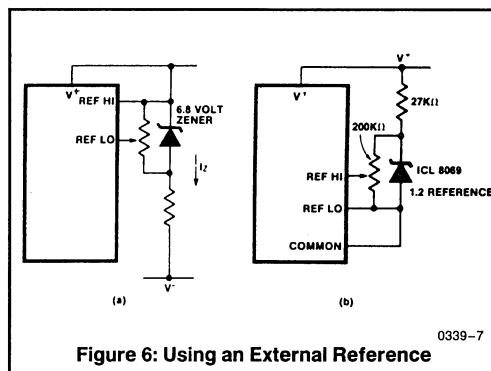 V⁺
REF HI
6.8 VOLT
ZENER
REF LO
I_Z
V⁻
(a)
V⁺
V⁺
27KΩ
200KΩ
ICL 8069
1.2 REFERENCE
REF HI
REF LO
COMMON
(b)
0339–7
Figure 6: Using an External Reference